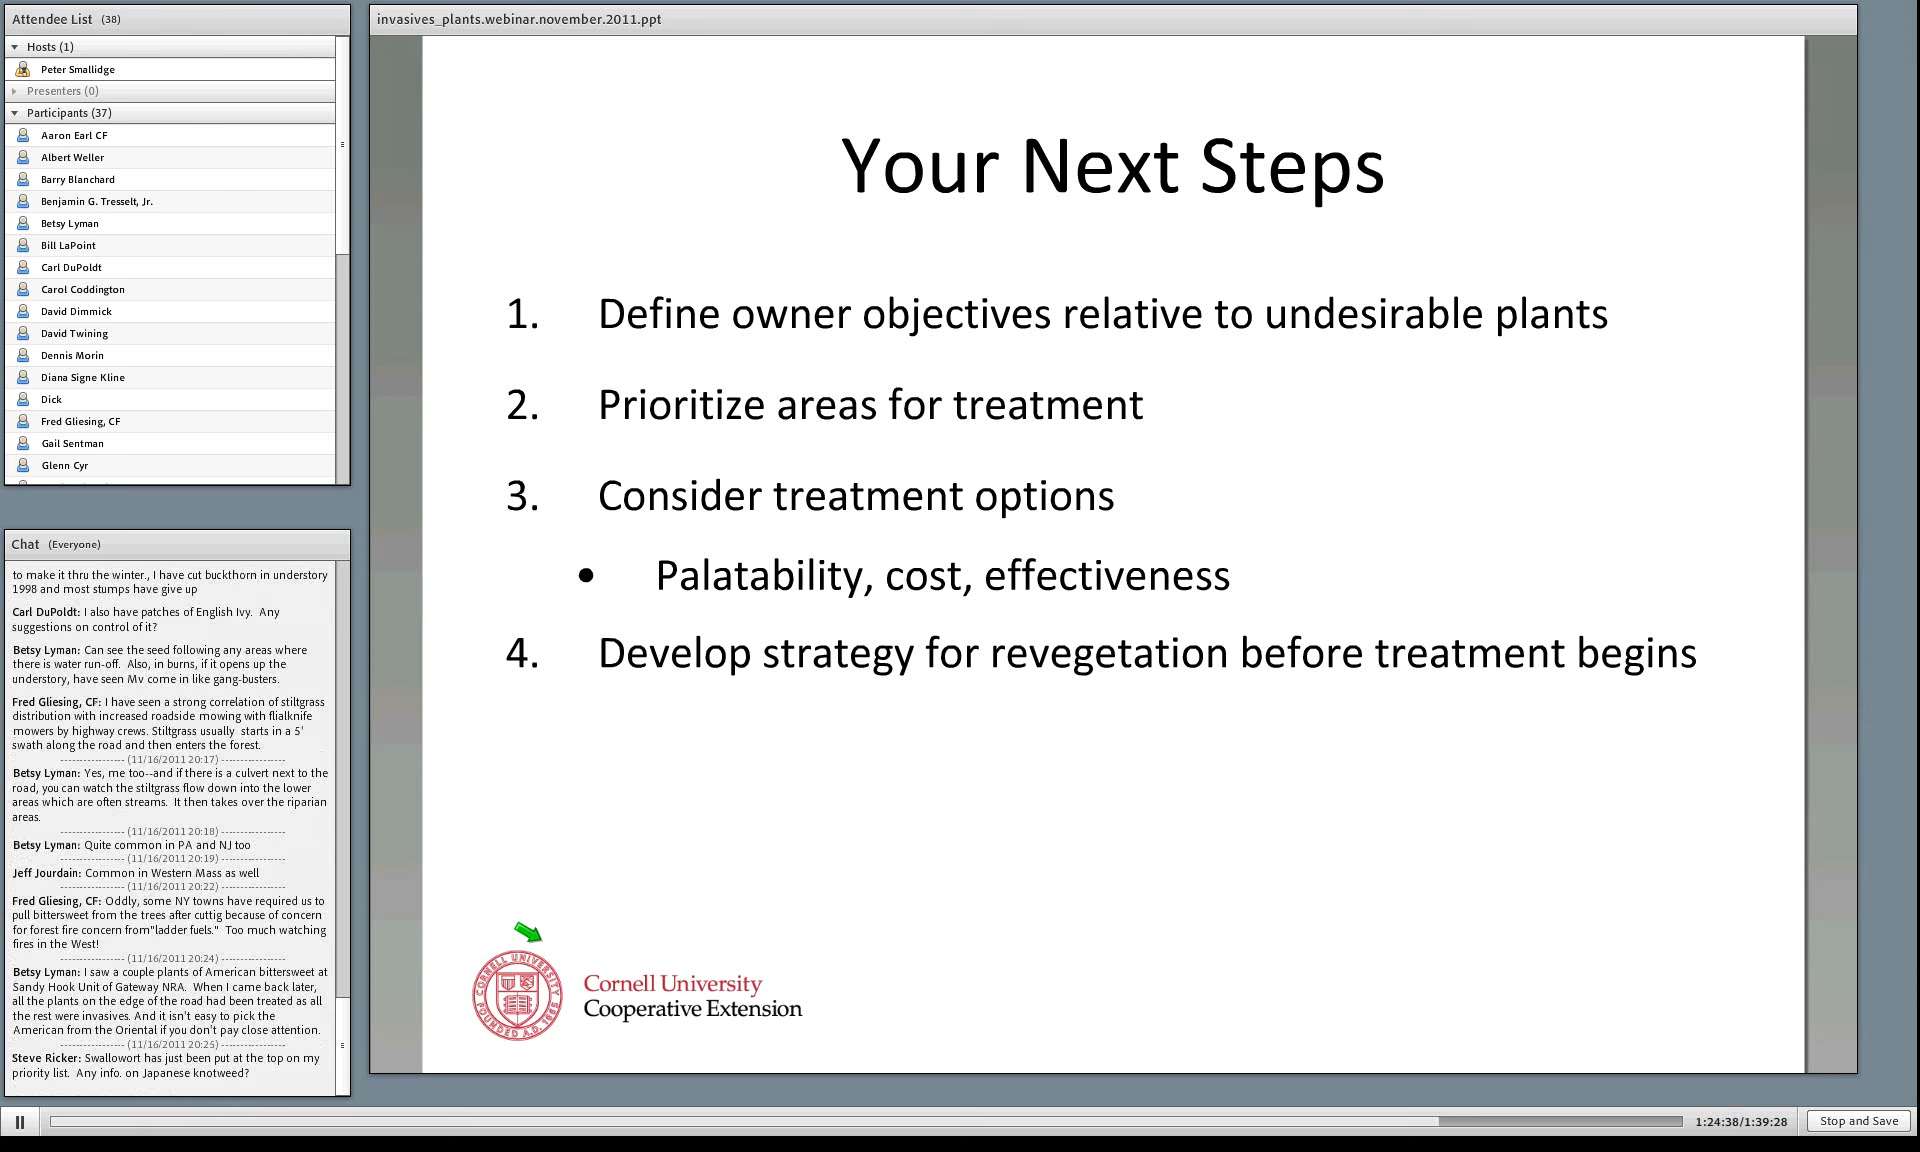 Attendee List (38)
Hosts (1)
Peter Smallidge
Presenters (0)
Participants (37)
Aaron Earl CF
Albert Weller
Barry Blanchard
Benjamin G. Tresselt, Jr.
Betsy Lyman
Bill LaPoint
Carl DuPoldt
Carol Coddington
David Dimmick
David Twining
Dennis Morin
Diana Signe Kline
Dick
Fred Gliesing, CF
Gail Sentman
Glenn Cyr
Chat (Everyone)
to make it thru the winter., I have cut buckthorn in understory
1998 and most stumps have give up
Carl DuPoldt: I also have patches of English Ivy. Any
suggestions on control of it?
Betsy Lyman: Can see the seed following any areas where
there is water run-off. Also, in burns, if it opens up the
understory, have seen Mv come in like gang-busters.
Fred Gliesing, CF: I have seen a strong correlation of stiltgrass
distribution with increased roadside mowing with flialknife
mowers by highway crews. Stiltgrass usually starts in a 5'
swath along the road and then enters the forest.
----------------- (11/16/2011 20:17) -----------------
Betsy Lyman: Yes, me too--and if there is a culvert next to the
road, you can watch the stiltgrass flow down into the lower
areas which are often streams. It then takes over the riparian
areas.
----------------- (11/16/2011 20:18) -----------------
Betsy Lyman: Quite common in PA and NJ too
----------------- (11/16/2011 20:19) -----------------
Jeff Jourdain: Common in Western Mass as well
----------------- (11/16/2011 20:22) -----------------
Fred Gliesing, CF: Oddly, some NY towns have required us to
pull bittersweet from the trees after cuttig because of concern
for forest fire concern from"ladder fuels." Too much watching
fires in the West!
----------------- (11/16/2011 20:24) -----------------
Betsy Lyman: I saw a couple plants of American bittersweet at
Sandy Hook Unit of Gateway NRA. When I came back later,
all the plants on the edge of the road had been treated as all
the rest were invasives. And it isn't easy to pick the
American from the Oriental if you don't pay close attention.
----------------- (11/16/2011 20:25) -----------------
Steve Ricker: Swallowort has just been put at the top on my
priority list. Any info. on Japanese knotweed?
invasives_plants.webinar.november.2011.ppt
Your Next Steps
1. Define owner objectives relative to undesirable plants
2. Prioritize areas for treatment
3. Consider treatment options
• Palatability, cost, effectiveness
4. Develop strategy for revegetation before treatment begins
CORNELL UNIVERSITY
FOUNDED A.D. 1865
Cornell University
Cooperative Extension
1:24:38/1:39:28
Stop and Save